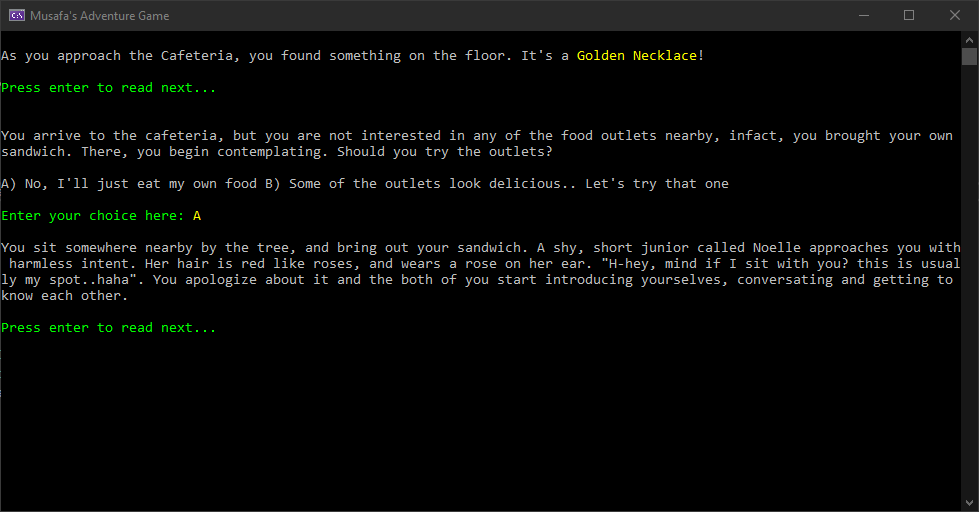 Musafa's Adventure Game
As you approach the Cafeteria, you found something on the floor. It's a Golden Necklace!
Press enter to read next...
You arrive to the cafeteria, but you are not interested in any of the food outlets nearby, infact, you brought your own
sandwich. There, you begin contemplating. Should you try the outlets?
A) No, I'll just eat my own food B) Some of the outlets look delicious.. Let's try that one
Enter your choice here: A
You sit somewhere nearby by the tree, and bring out your sandwich. A shy, short junior called Noelle approaches you with
harmless intent. Her hair is red like roses, and wears a rose on her ear. "H-hey, mind if I sit with you? this is usual
ly my spot..haha". You apologize about it and the both of you start introducing yourselves, conversating and getting to
know each other.
Press enter to read next...